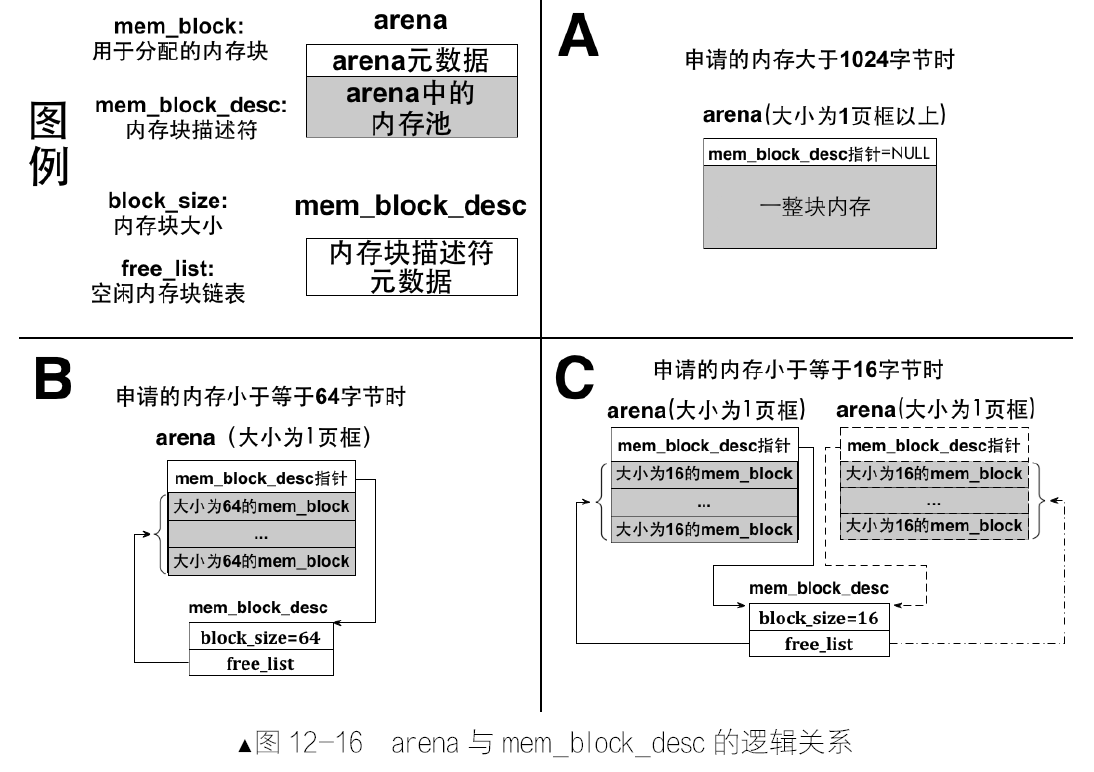 图
例
mem_block:
用于分配的内存块
mem_block_desc:
内存块描述符
block_size:
内存块大小
free_list:
空闲内存块链表
arena
arena元数据
arena中的
内存池
mem_block_desc
内存块描述符
元数据
A
申请的内存大于1024字节时
arena(大小为1页框以上)
mem_block_desc指针=NULL
一整块内存
B
申请的内存小于等于64字节时
arena（大小为1页框）
mem_block_desc指针
大小为64的mem_block
...
大小为64的mem_block
mem_block_desc
block_size=64
free_list
C
申请的内存小于等于16字节时
arena(大小为1页框)
mem_block_desc指针
大小为16的mem_block
...
大小为16的mem_block
arena(大小为1页框)
mem_block_desc指针
大小为16的mem_block
...
大小为16的mem_block
mem_block_desc
block_size=16
free_list
▲图 12-16 arena 与 mem_block_desc 的逻辑关系